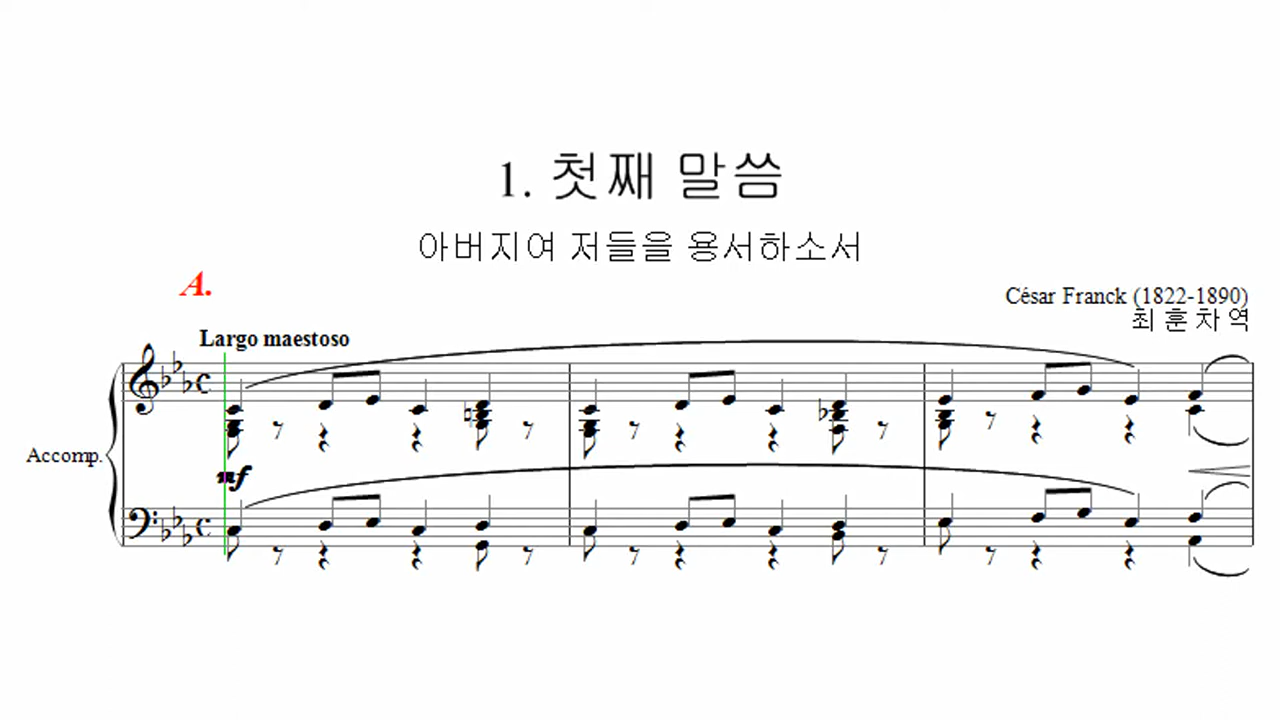 1. 첫째 말씀
아버지여 저들을 용서하소서
A.
César Franck (1822-1890)
최 훈 차 역
Largo maestoso
Accomp.
mf